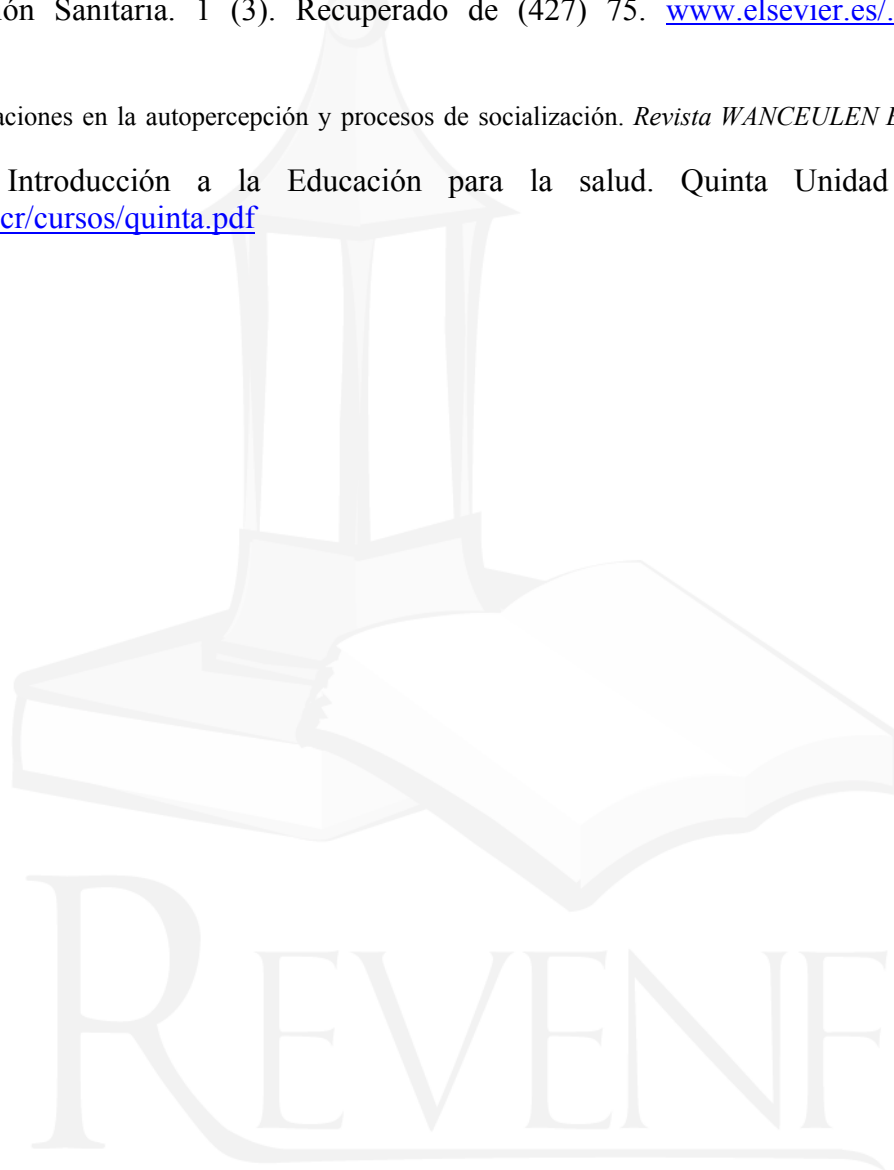 ón Sanitaria. 1 (3). Recuperado de (427) 75. www.elsevier.es/.
aciones en la autopercepción y procesos de socialización. Revista WANCEULEN E
Introducción a la Educación para la salud. Quinta Unidad
cr/cursos/quinta.pdf
REVENF